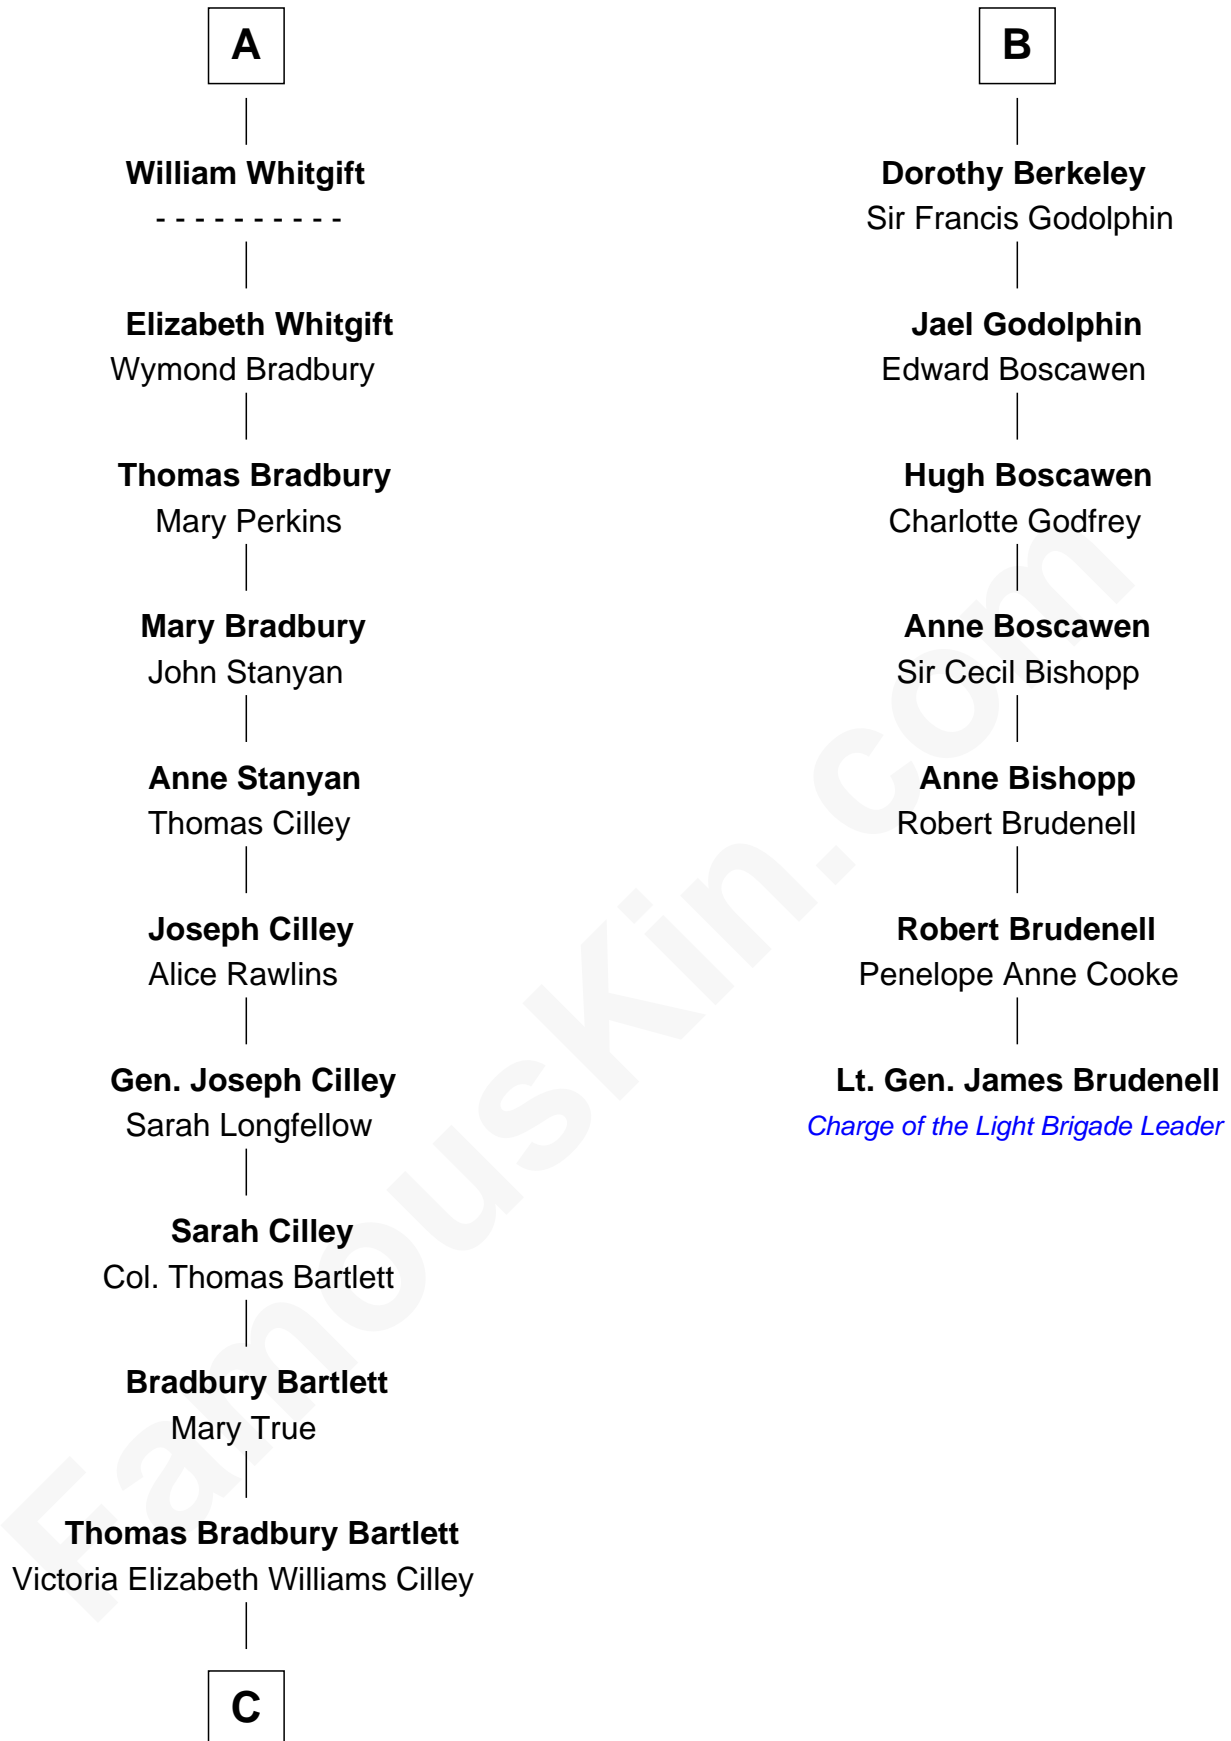 A
William Whitgift
- - - - - - - - - -
Elizabeth Whitgift
Wymond Bradbury
Thomas Bradbury
Mary Perkins
Mary Bradbury
John Stanyan
Anne Stanyan
Thomas Cilley
Joseph Cilley
Alice Rawlins
Gen. Joseph Cilley
Sarah Longfellow
Sarah Cilley
Col. Thomas Bartlett
Bradbury Bartlett
Mary True
Thomas Bradbury Bartlett
Victoria Elizabeth Williams Cilley
C
B
Dorothy Berkeley
Sir Francis Godolphin
Jael Godolphin
Edward Boscawen
Hugh Boscawen
Charlotte Godfrey
Anne Boscawen
Sir Cecil Bishopp
Anne Bishopp
Robert Brudenell
Robert Brudenell
Penelope Anne Cooke
Lt. Gen. James Brudenell
Charge of the Light Brigade Leader
FamousKin.com